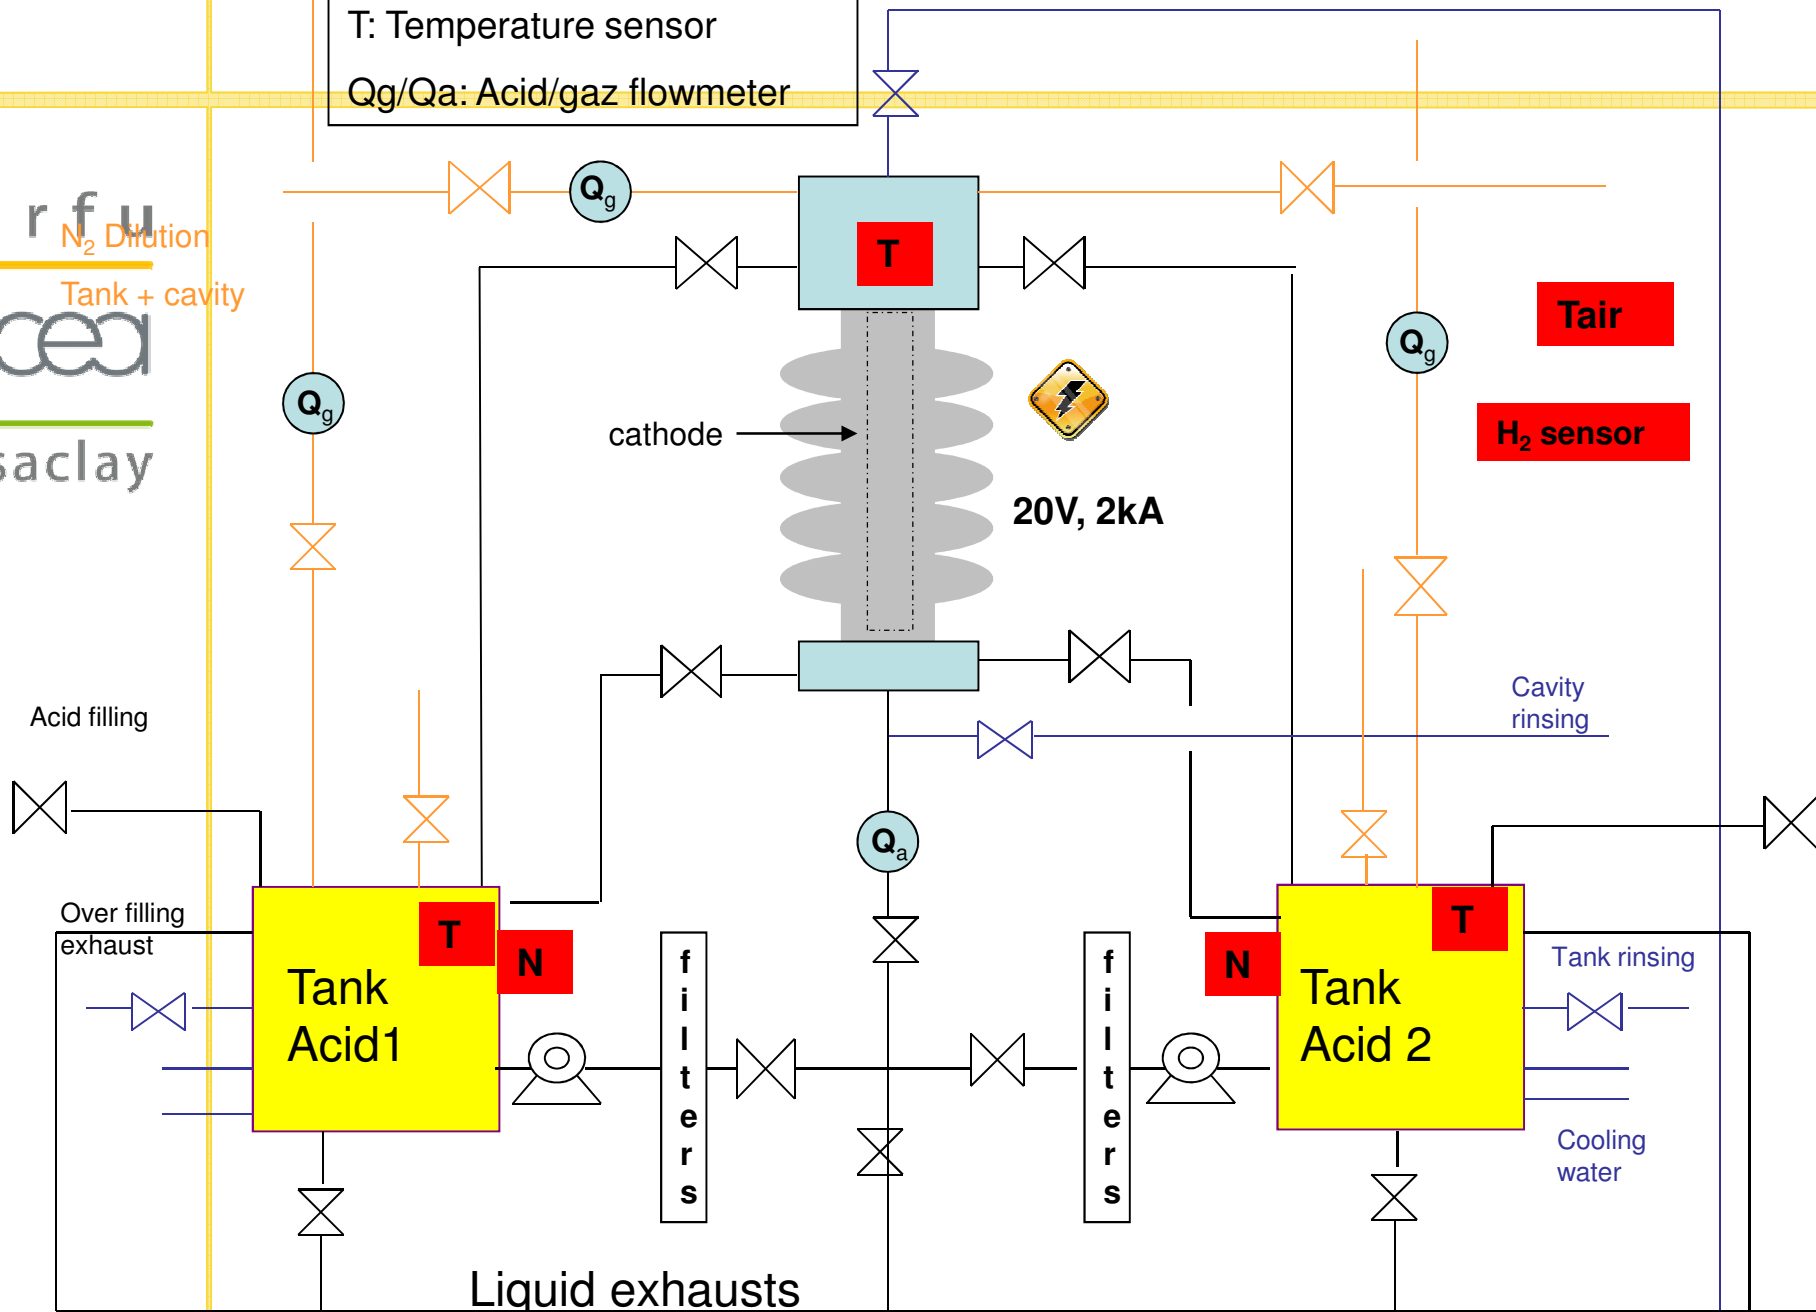 T: Temperature sensor
Qg/Qa: Acid/gaz flowmeter
Qg
rfu
N2 Dilution
Tank + cavity
cea
saclay
T
Tair
Qg
Qg
H2 sensor
cathode
20V, 2kA
Cavity
rinsing
Acid filling
Qa
Over filling
exhaust
T
N
Tank
Acid1
filters
filters
N
T
Tank
Acid 2
Tank rinsing
Cooling
water
Liquid exhausts